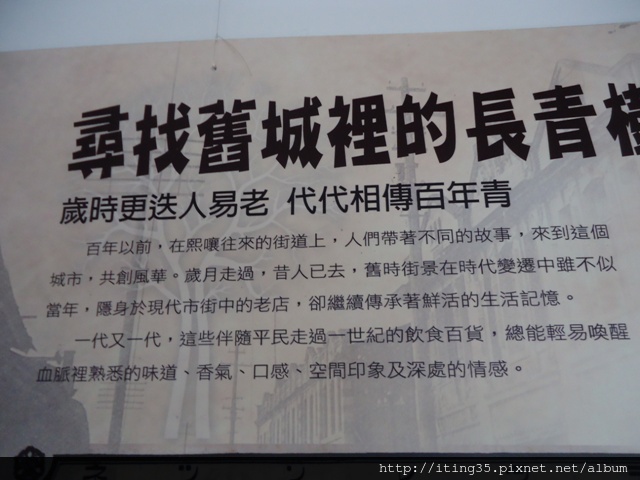 尋找舊城裡的長青
歲時更迭人易老 代代相傳百年青
百年以前，在熙嚷往來的街道上，人們帶著不同的故事，來到這個
城市，共創風華。歲月走過，昔人已去，舊時街景在時代變遷中雖不似
當年，隱身於現代市街中的老店，卻繼續傳承著鮮活的生活記憶。
一代又一代，這些伴隨平民走過一世紀的飲食百貨，總能輕易喚醒
血脈裡熟悉的味道、香氣、口感、空間印象及深處的情感。
http://iting35.pixnet.net/album